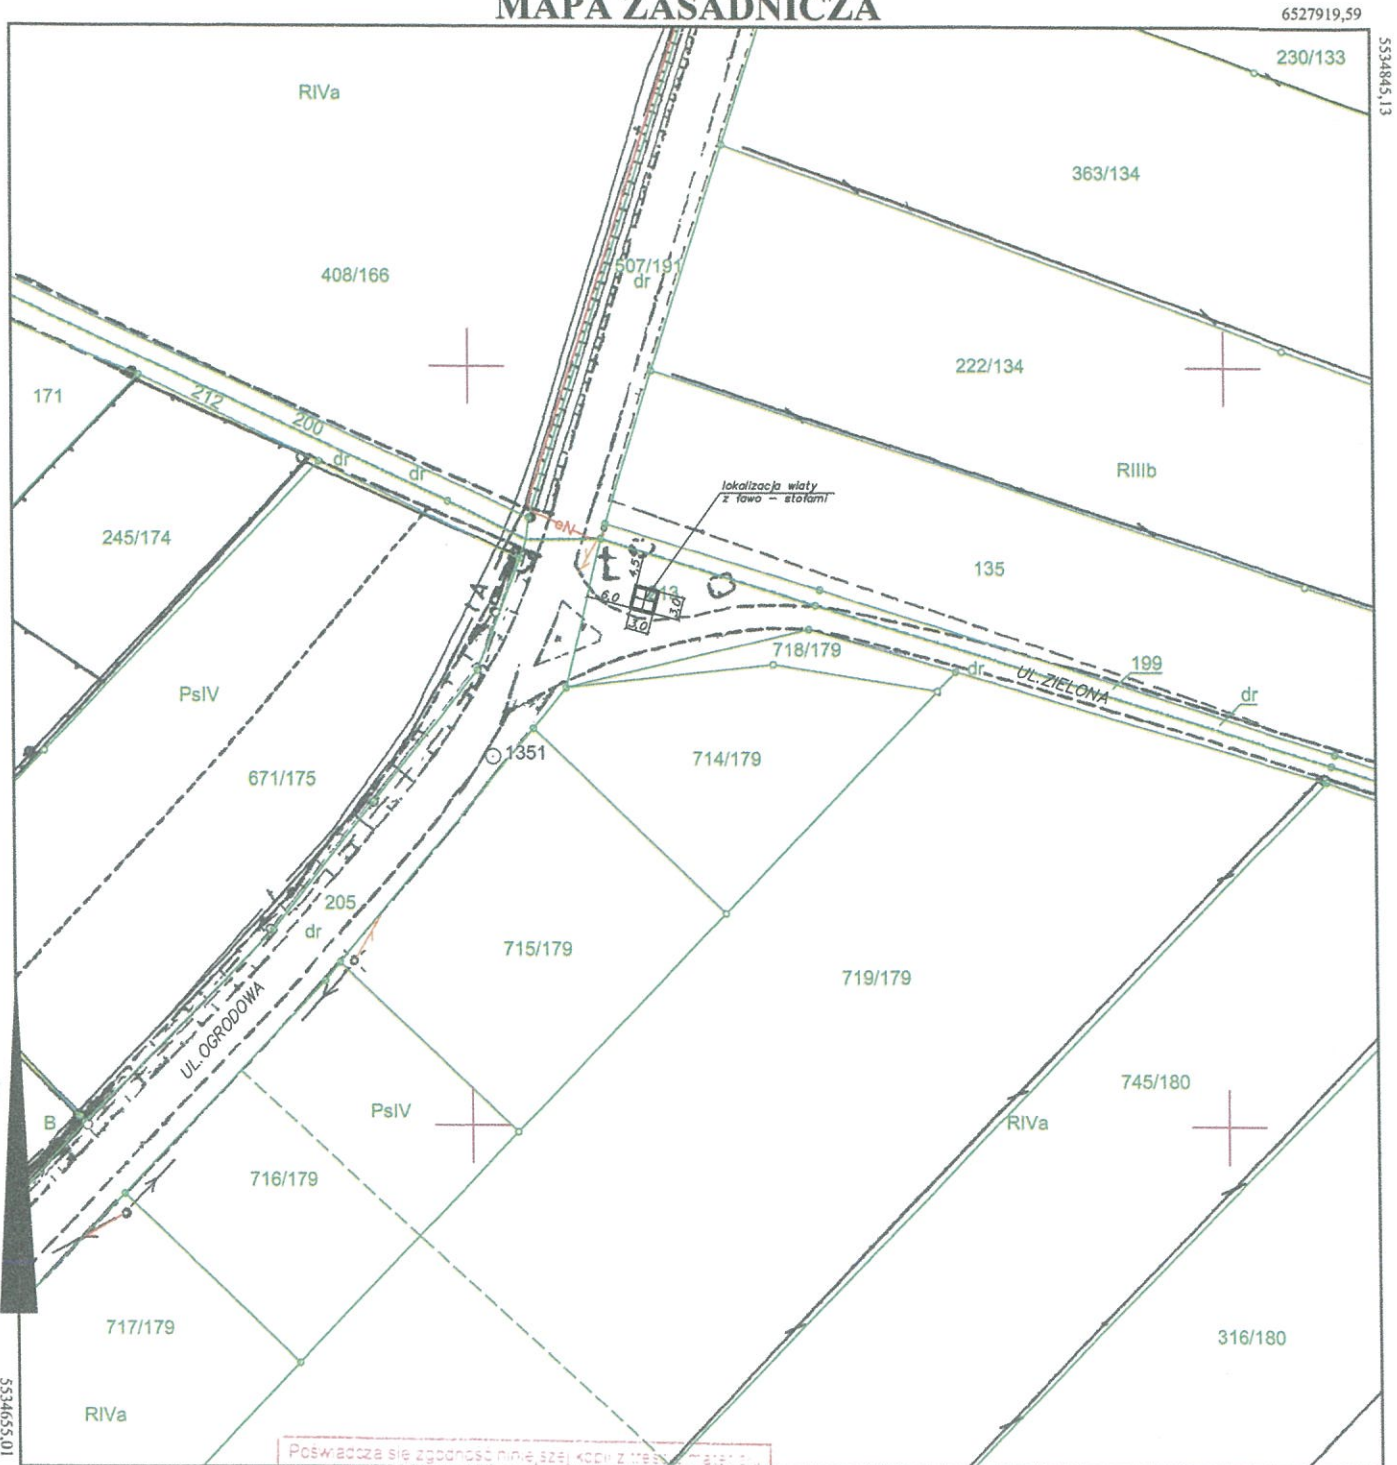 MAPA ZASADNICZA
6527919,59
5534845,13
230/133
RIVa
363/134
408/166
507/191
dr
222/134
171
212
200
dr
dr
RIIIb
lokalizacja wiaty
z ławo - stołami
245/174
135
4.5
6.0
3.0
3.0
A
718/179
199
dr
dr
UL. ZIELONA
PsIV
1351
714/179
671/175
205
dr
715/179
719/179
UL. OGRODOWA
745/180
PsIV
B
RIVa
716/179
717/179
316/180
5534655,01
RIVa
Poświadcza się zgodność niniejszej kopii z